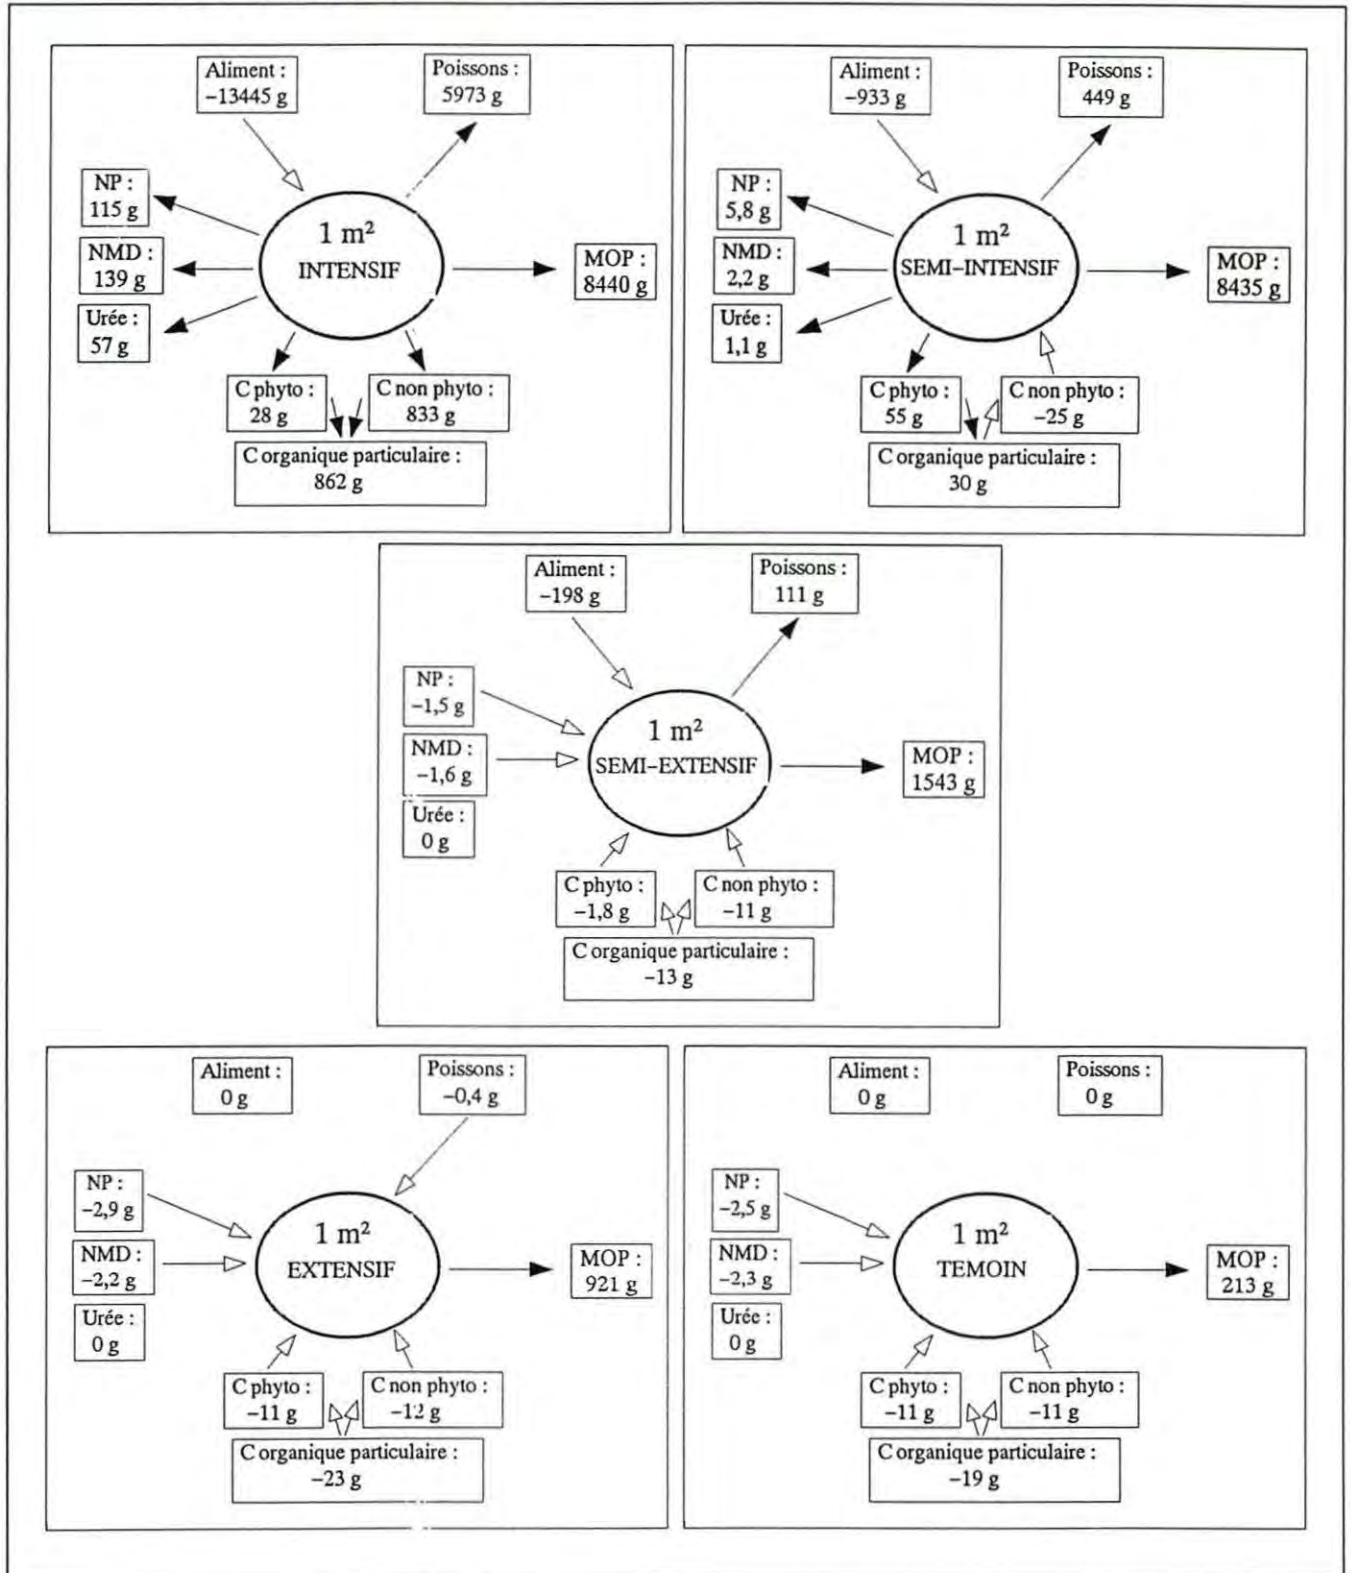 Aliment :
−13445 g
Poissons :
5973 g
NP :
115 g
NMD :
139 g
Urée :
57 g
1 m²
INTENSIF
MOP :
8440 g
C phyto :
28 g
C non phyto :
833 g
C organique particulaire :
862 g
Aliment :
−933 g
Poissons :
449 g
NP :
5,8 g
NMD :
2,2 g
Urée :
1,1 g
1 m²
SEMI−INTENSIF
MOP :
8435 g
C phyto :
55 g
C non phyto :
−25 g
C organique particulaire :
30 g
Aliment :
−198 g
Poissons :
111 g
NP :
−1,5 g
NMD :
−1,6 g
Urée :
0 g
1 m²
SEMI−EXTENSIF
MOP :
1543 g
C phyto :
−1,8 g
C non phyto :
−11 g
C organique particulaire :
−13 g
Aliment :
0 g
Poissons :
−0,4 g
NP :
−2,9 g
NMD :
−2,2 g
Urée :
0 g
1 m²
EXTENSIF
MOP :
921 g
C phyto :
−11 g
C non phyto :
−12 g
C organique particulaire :
−23 g
Aliment :
0 g
Poissons :
0 g
NP :
−2,5 g
NMD :
−2,3 g
Urée :
0 g
1 m²
TEMOIN
MOP :
213 g
C phyto :
−11 g
C non phyto :
−11 g
C organique particulaire :
−19 g